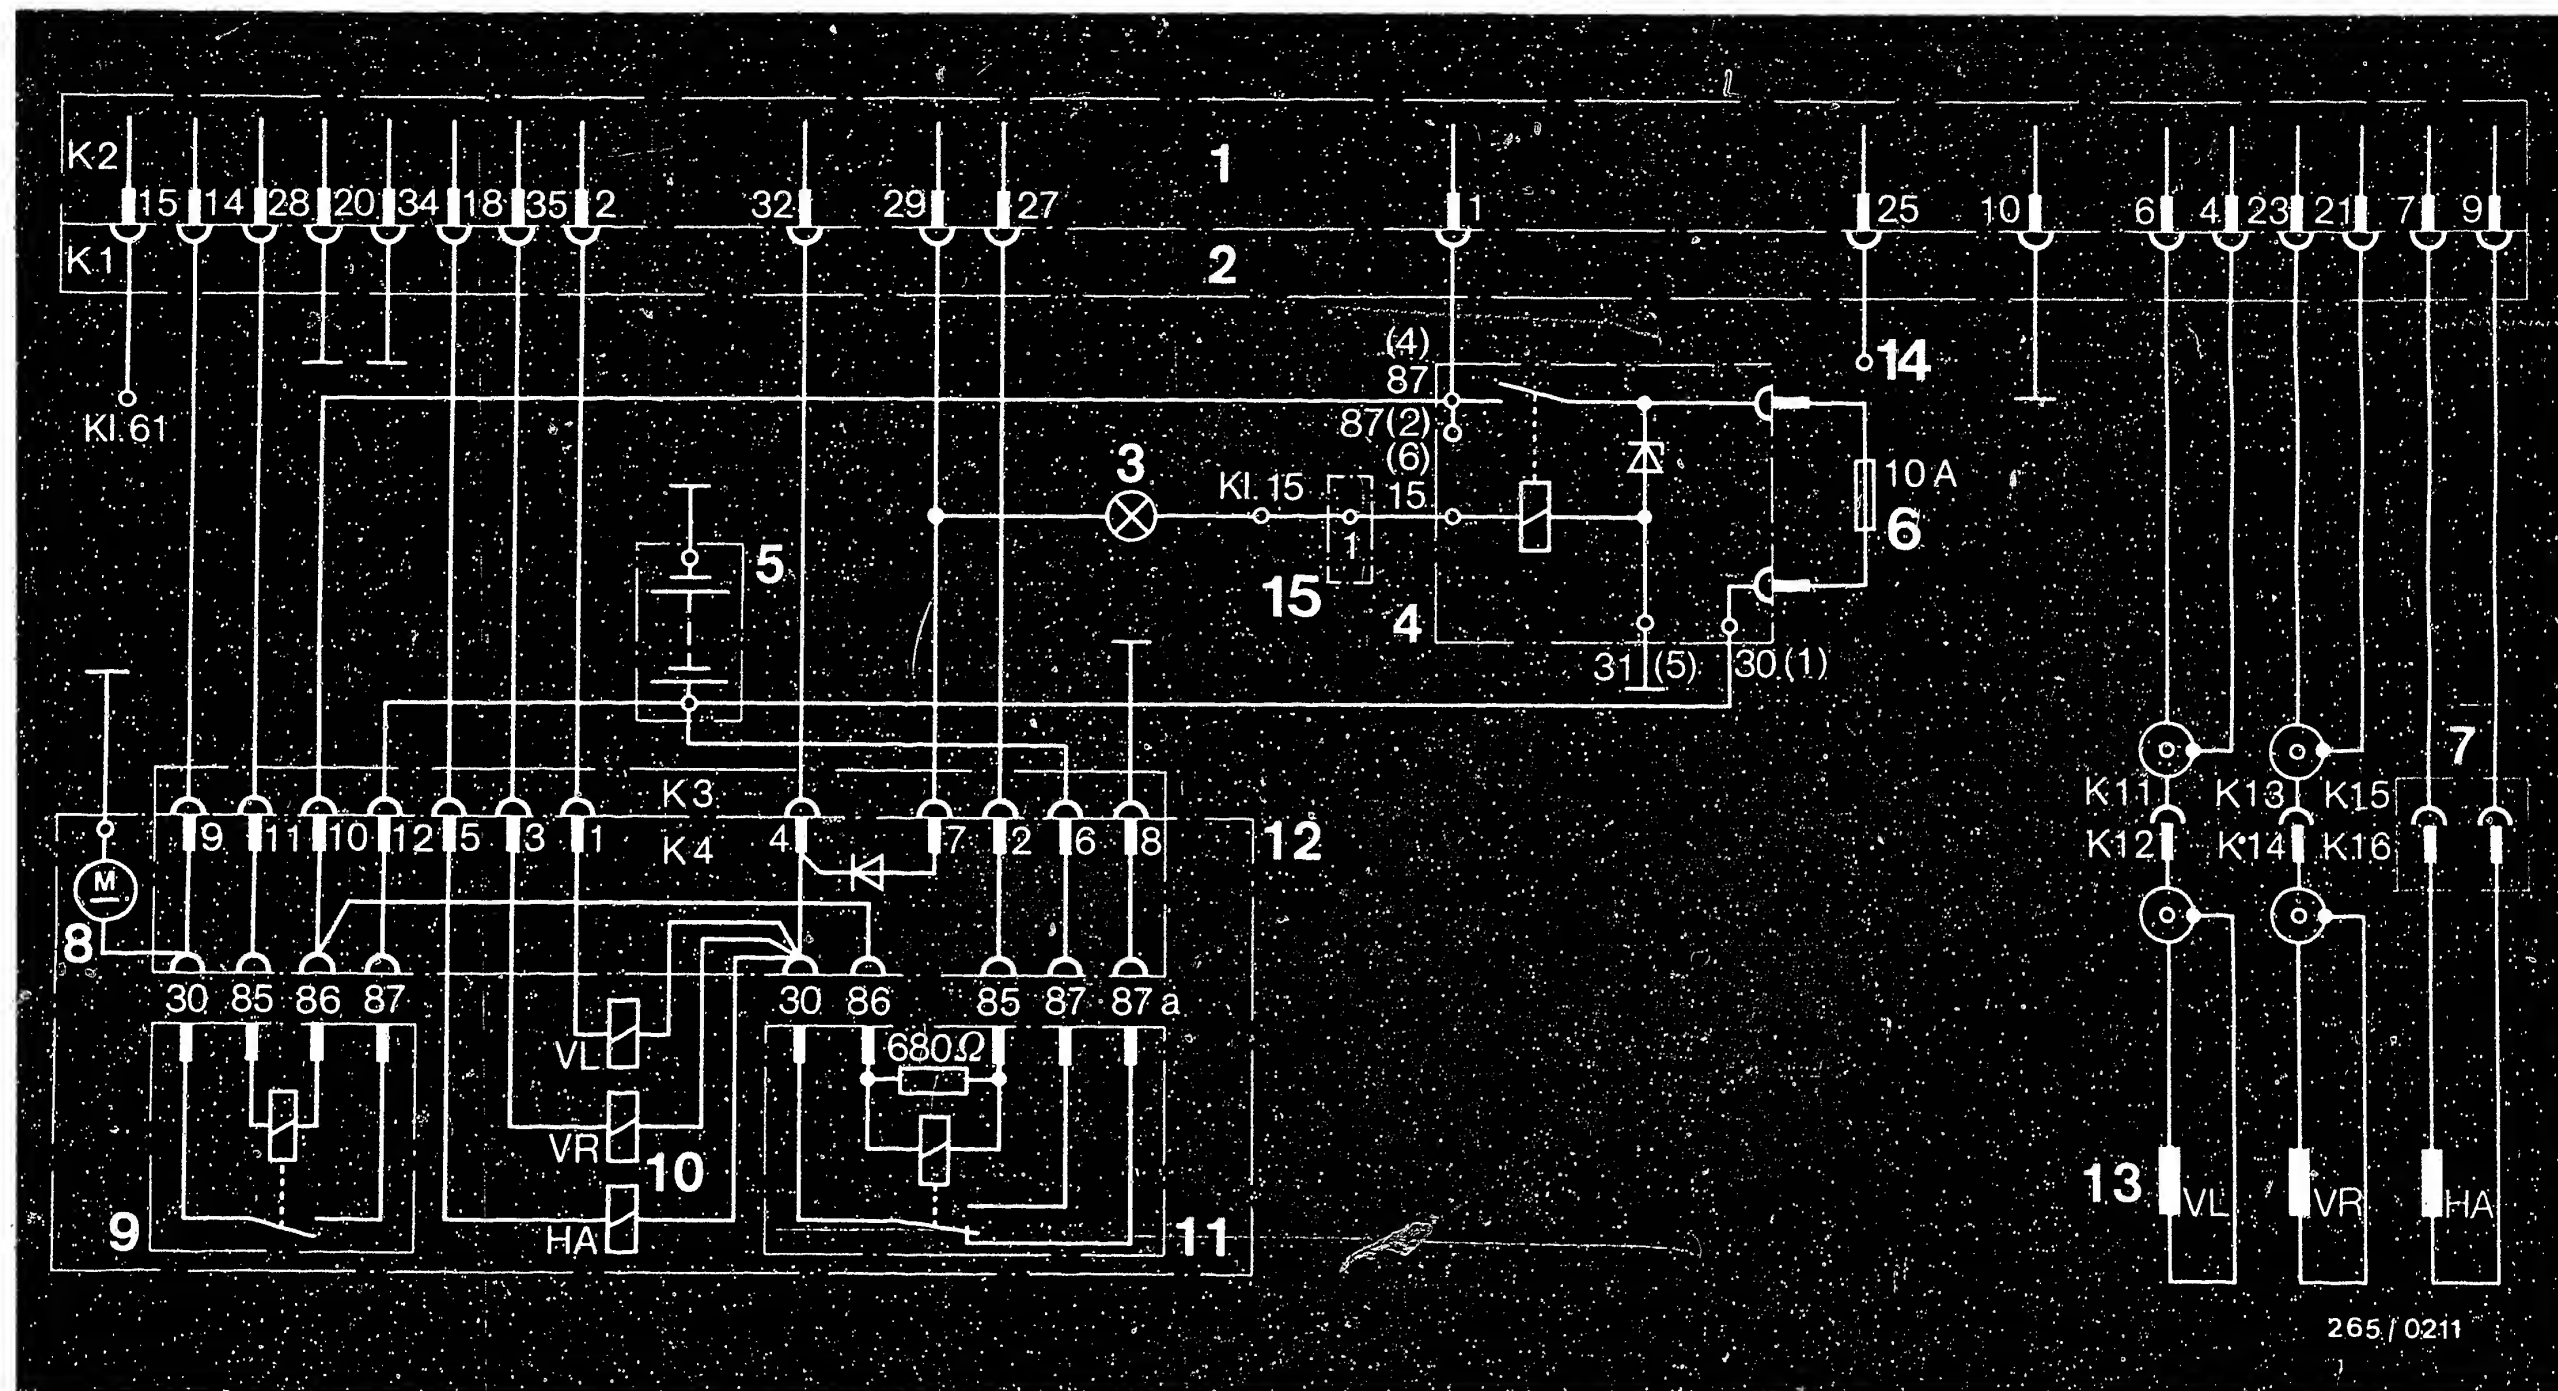 1
K2
15 14 28 20 34 18 35 2 32 29 27 1 25 10 6 4 23 21 7 9
K1
2
(4)
14
87
Kl.61
87(2)
(6)
3
Kl. 15
15
10 A
6
1
5
15
4
31 (5) 30 (1)
7
K3
K11 K13 K15
9 11 10 12 5 3 1 4 7 2 6 8
12
K4
K12 K14 K16
M
8
30 85 86 87 30 86 85 87 87a
680Ω
VL
VR
10
13
VL VR HA
9
HA
11
265/0211